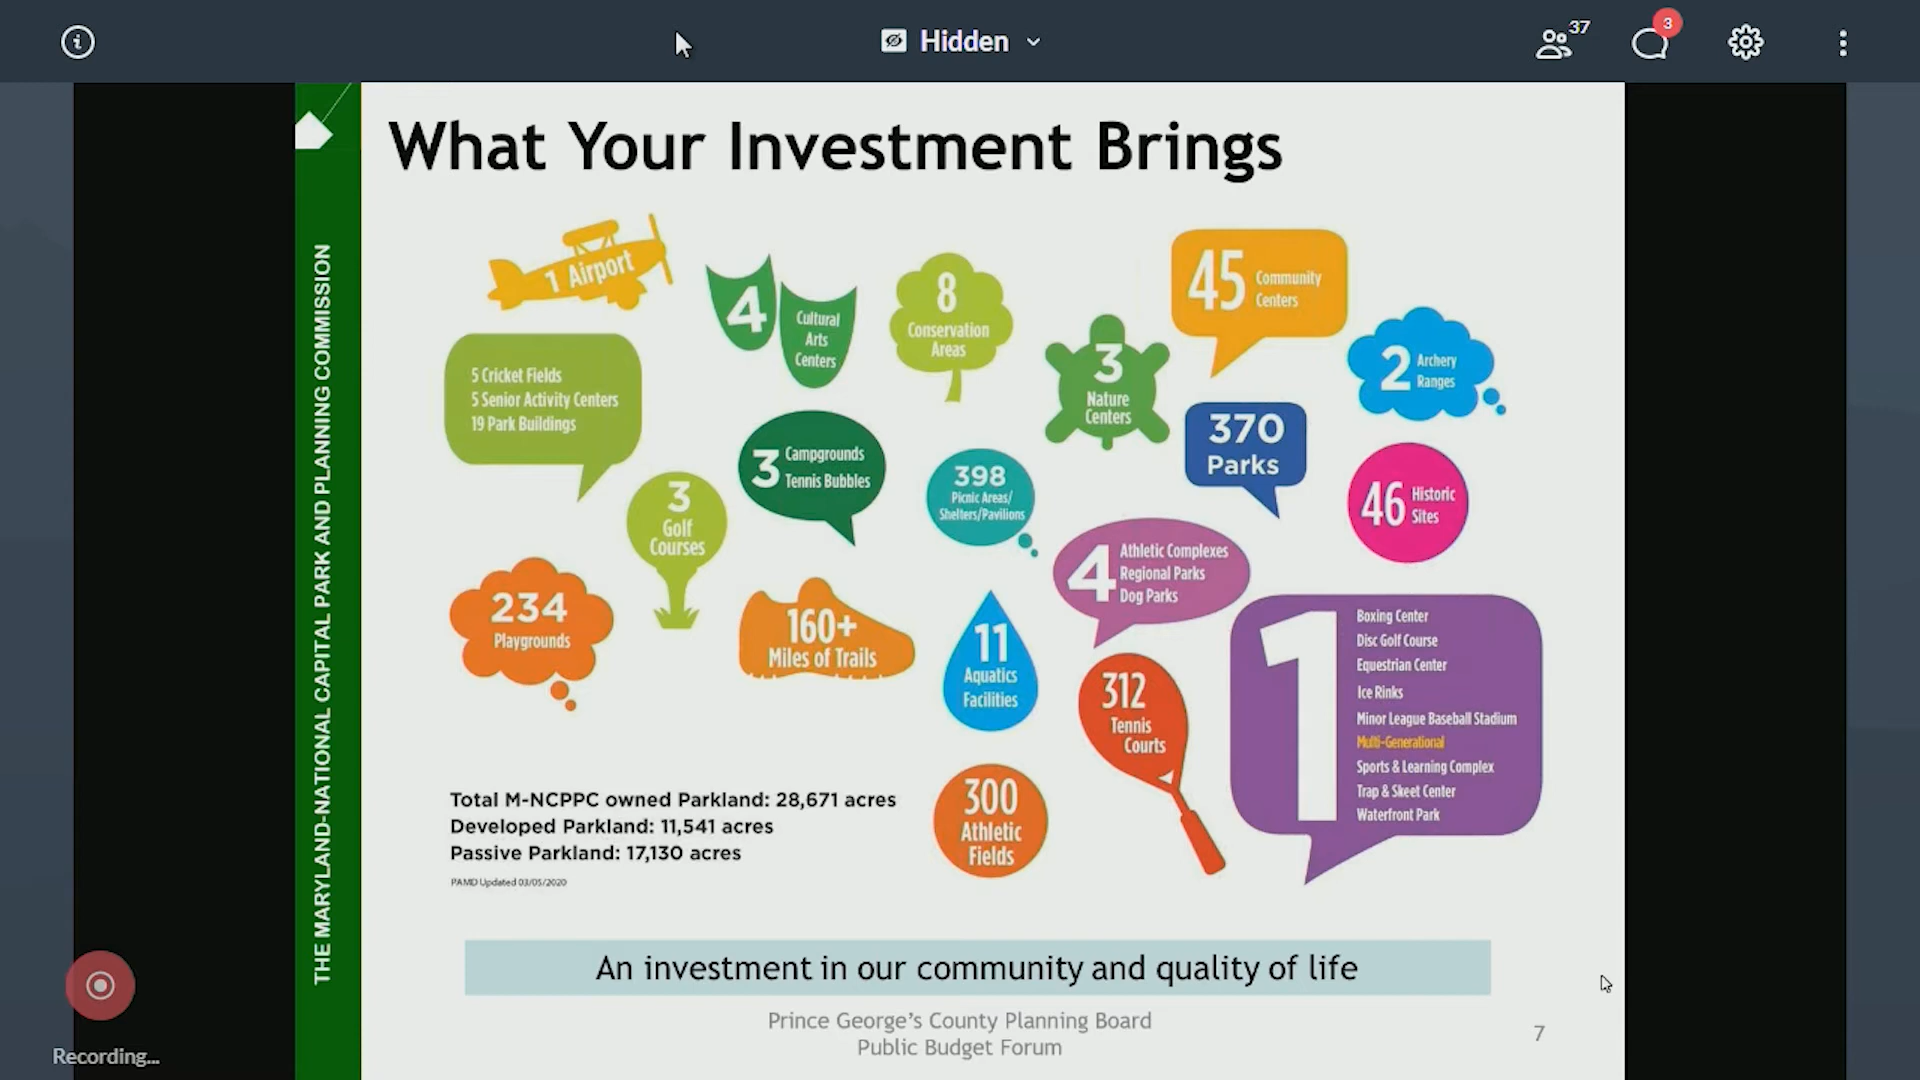 Hidden
37
3
THE MARYLAND-NATIONAL CAPITAL PARK AND PLANNING COMMISSION
What Your Investment Brings
1 Airport
4
Cultural
Arts
Centers
8
Conservation
Areas
45
Community
Centers
5 Cricket Fields
5 Senior Activity Centers
19 Park Buildings
3
Nature
Centers
2
Archery
Ranges
3
Campgrounds
Tennis Bubbles
370
Parks
3
Golf
Courses
398
Picnic Areas/
Shelters/Pavilions
46
Historic
Sites
4
Athletic Complexes
Regional Parks
Dog Parks
234
Playgrounds
160+
Miles of Trails
11
Aquatics
Facilities
312
Tennis
Courts
1
Boxing Center
Disc Golf Course
Equestrian Center
Ice Rinks
Minor League Baseball Stadium
Multi-Generational
Sports & Learning Complex
Trap & Skeet Center
Waterfront Park
300
Athletic
Fields
Total M-NCPPC owned Parkland: 28,671 acres
Developed Parkland: 11,541 acres
Passive Parkland: 17,130 acres
PAMD Updated 03/05/2020
An investment in our community and quality of life
Prince George's County Planning Board
Public Budget Forum
7
Recording...